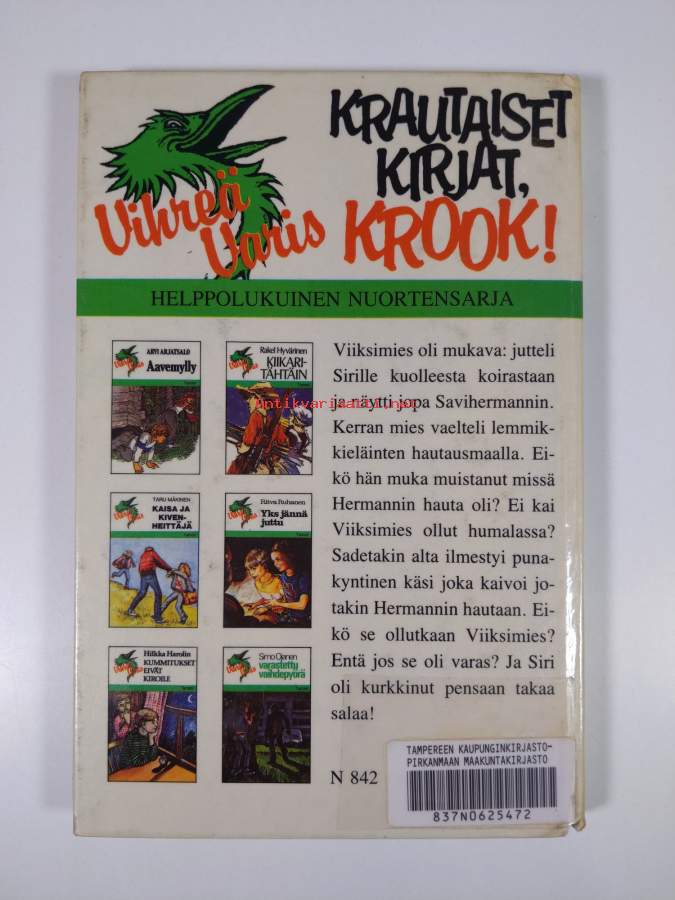 KRAUTAISET
KIRJAT,
KROOK!
Vihreä
Varis
HELPPOLUKUINEN NUORTENSARJA
ARVI ARJATSALO
Aavemylly
Rakel Hyvärinen
KIIKARI-
TÄHTÄIN
TARU MÄKINEN
KAISA JA
KIVEN-
HEITTÄJÄ
Ritva Ruhanen
Yks jännä
juttu
Hilkka Harolin
KUMMITUKSET
EIVÄT
KIROILE
Simo Ojanen
varastettu
vaihdepyörä
Viiksimies oli mukava: jutteli
Sirille kuolleesta koirastaan
ja näytti jopa Savihermannin.
Kerran mies vaelteli lemmik-
kieläinten hautausmaalla. Ei-
kö hän muka muistanut missä
Hermannin hauta oli? Ei kai
Viiksimies ollut humalassa?
Sadetakin alta ilmestyi puna-
kyntinen käsi joka kaivoi jo-
takin Hermannin hautaan. Ei-
kö se ollutkaan Viiksimies?
Entä jos se oli varas? Ja Siri
oli kurkkinut pensaan takaa
salaa!
N 842
TAMPEREEN KAUPUNGINKIRJASTO-
PIRKANMAAN MAAKUNTAKIRJASTO
837N0625472
Antikvariaatti.net